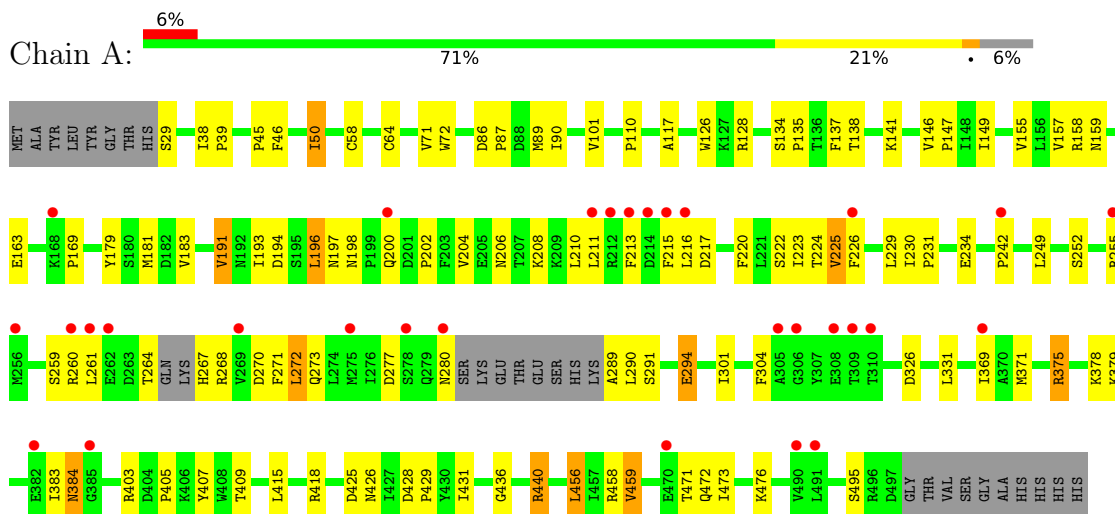 6%
Chain A:
71% 21% • 6%
MET ALA TYR LEU TYR GLY THR HIS S29 I38 P39 P45 F46 I50 C58 C64 V71 W72 D86 P87 D88 M89 I90 V101 P110 A117 W126 K127 R128 S134 P135 T136 F137 T138 K141 V146 P147 I148 I149 V155 L156 V157 R158 N159
E163 K168 P169 Y179 S180 M181 D182 V183 V191 N192 I193 D194 S195 L196 N197 N198 P199 Q200 D201 P202 F203 V204 E205 N206 T207 K208 K209 L210 L211 R212 F213 D214 F215 L216 D217 F220 L221 S222 I223 T224 V225 F226 L229 I230 P231 E234 P242 L249 S252
M256 S259 R260 L261 E262 D263 T264 GLN LYS H267 R268 V269 D270 F271 L272 Q273 L274 M275 I276 D277 S278 Q279 N280 SER LYS GLU THR GLU SER HIS LYS A289 L290 S291 E294 I301 F304 A305 G306 Y307 E308 T309 T310 D326 L331 I369 A370 M371 R375 K378
E382 I383 N384 G385 R403 D404 P405 K406 Y407 W408 T409 L415 R418 D425 N426 I427 D428 P429 Y430 I431 G436 R440 L456 I457 R458 V459 E470 T471 Q472 I473 K476 V490 L491 S495 R496 D497 GLY THR VAL SER GLY ALA HIS HIS HIS HIS